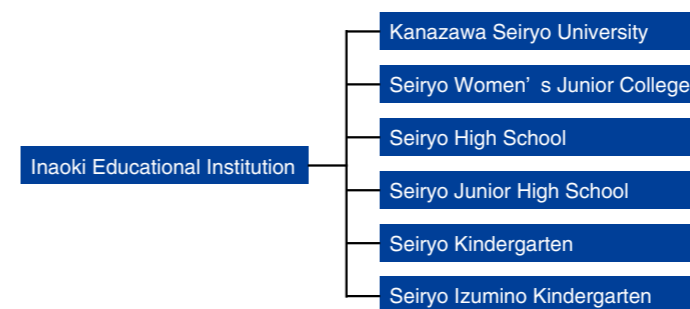 Kanazawa Seiryo University
Seiryo Women’s Junior College
Seiryo High School
Inaoki Educational Institution
Seiryo Junior High School
Seiryo Kindergarten
Seiryo Izumino Kindergarten